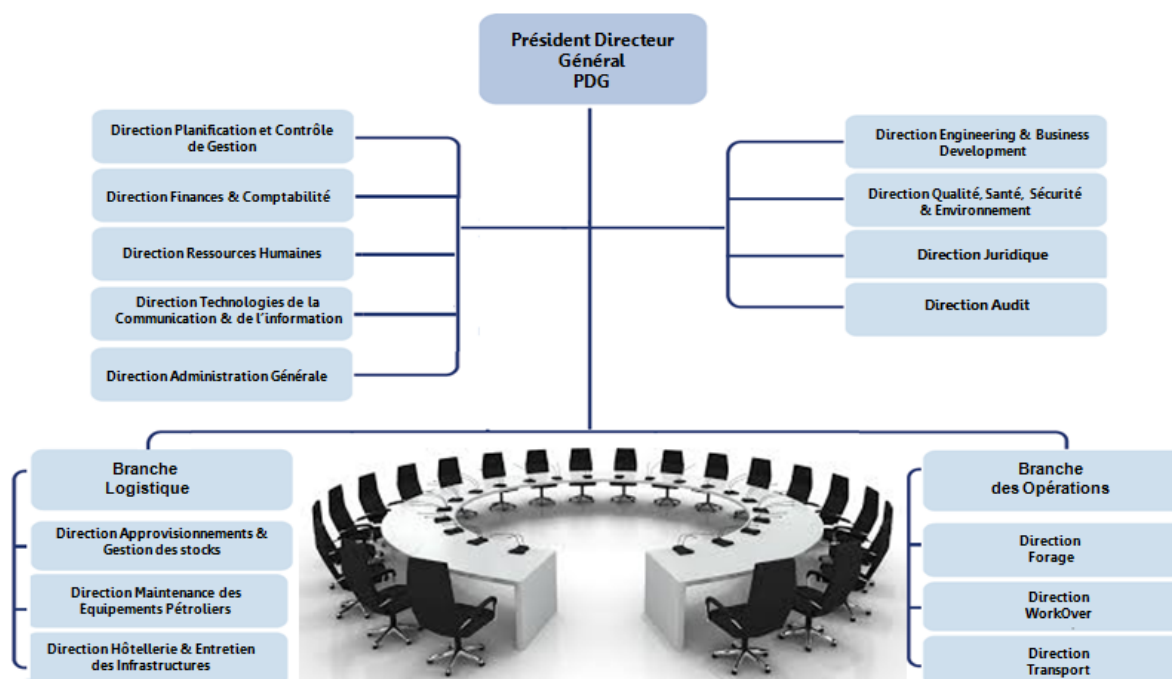 Président Directeur
Général
PDG
Direction Planification et Contrôle
de Gestion
Direction Finances & Comptabilité
Direction Ressources Humaines
Direction Technologies de la
Communication & de l'information
Direction Administration Générale
Direction Engineering & Business
Development
Direction Qualité, Santé, Sécurité
& Environnement
Direction Juridique
Direction Audit
Branche
Logistique
Direction Approvisionnements &
Gestion des stocks
Direction Maintenance des
Equipements Pétroliers
Direction Hôtellerie & Entretien
des Infrastructures
Branche
des Opérations
Direction
Forage
Direction
WorkOver
Direction
Transport